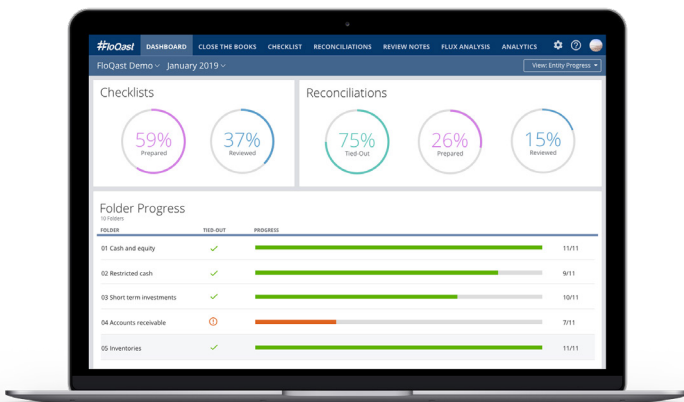 #FloQast DASHBOARD CLOSE THE BOOKS CHECKLIST RECONCILIATIONS REVIEW NOTES FLUX ANALYSIS ANALYTICS
FloQast Demo January 2019 View: Entity Progress
Checklists
59%
Prepared
37%
Reviewed
Reconciliations
75%
Tied-Out
26%
Prepared
15%
Reviewed
Folder Progress
10 Folders
FOLDER TIED-OUT PROGRESS
01 Cash and equity 11/11
02 Restricted cash 9/11
03 Short term investments 10/11
04 Accounts receivable 7/11
05 Inventories 11/11